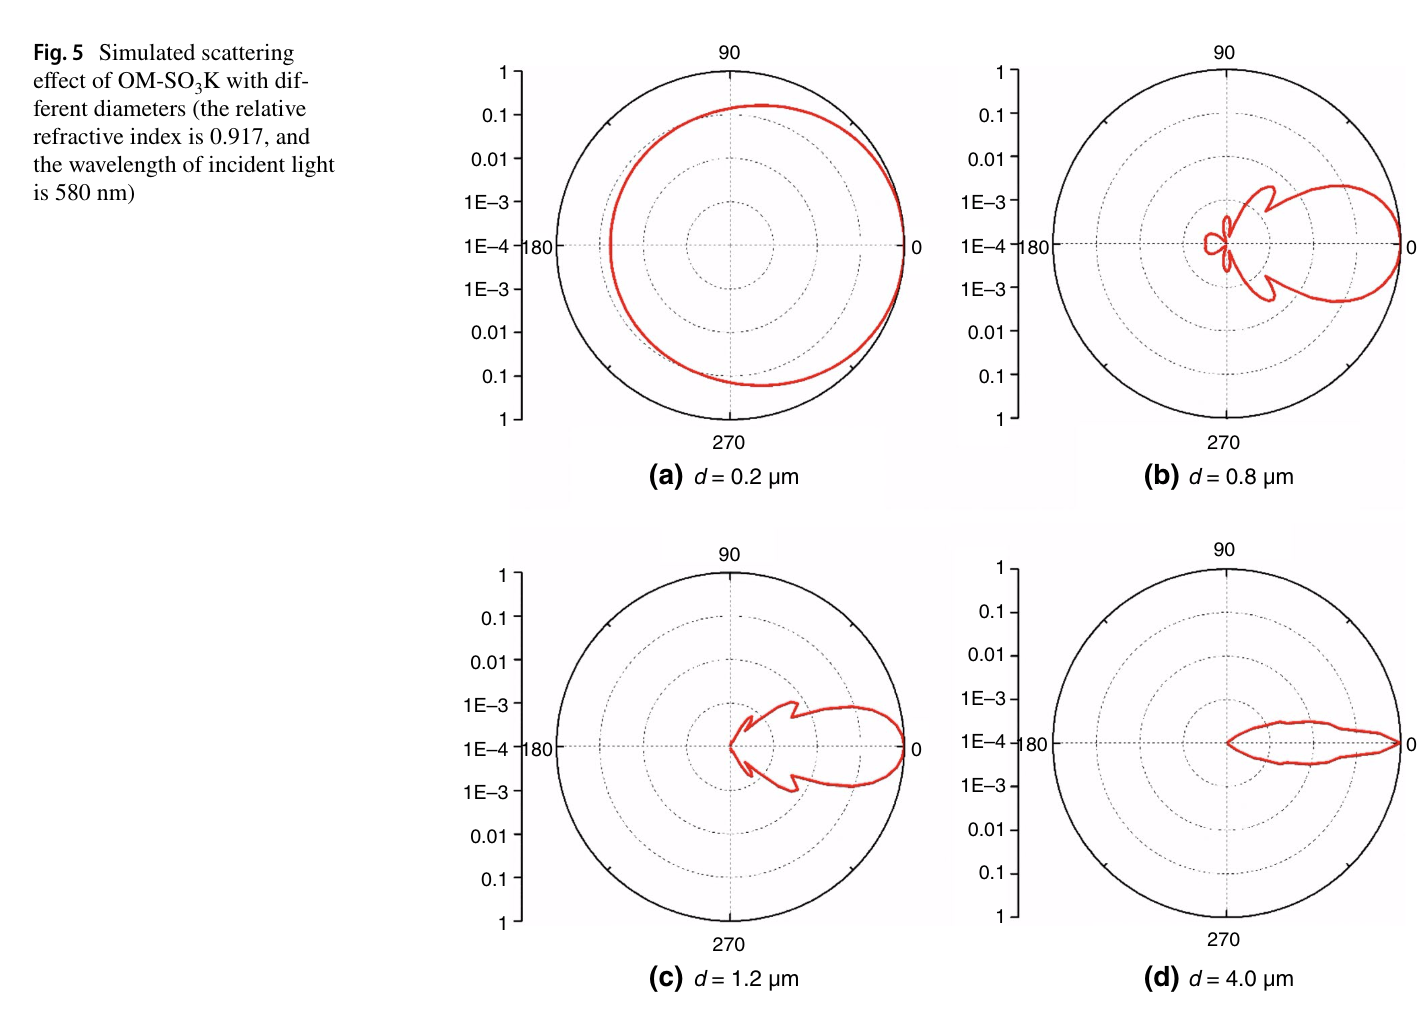 Fig. 5 Simulated scattering
effect of OM-SO₃K with dif-
ferent diameters (the relative
refractive index is 0.917, and
the wavelength of incident light
is 580 nm)
90
1
0.1
0.01
1E–3
1E–4 180 0
1E–3
0.01
0.1
1
270
(a) d = 0.2 µm
90
1
0.1
0.01
1E–3
1E–4 180 0
1E–3
0.01
0.1
1
270
(b) d = 0.8 µm
90
1
0.1
0.01
1E–3
1E–4 180 0
1E–3
0.01
0.1
1
270
(c) d = 1.2 µm
90
1
0.1
0.01
1E–3
1E–4 180 0
1E–3
0.01
0.1
1
270
(d) d = 4.0 µm